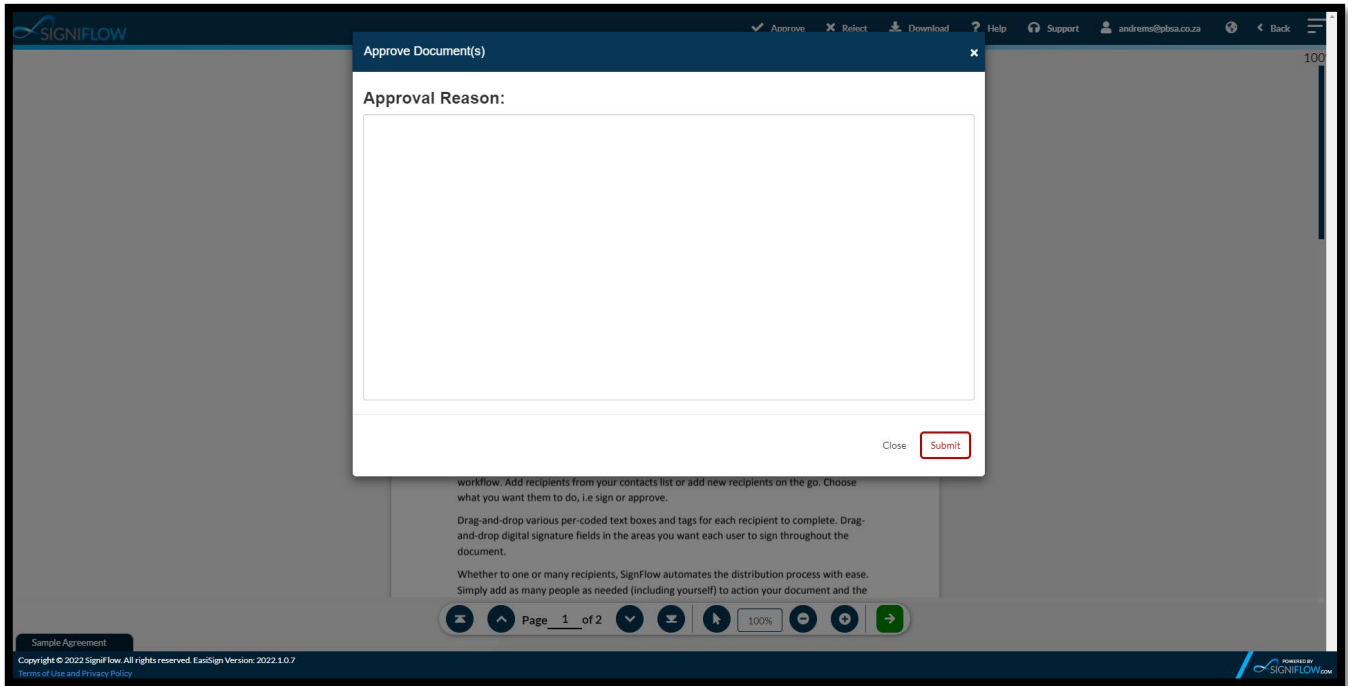 SIGNIFLOW
Approve Reject Download ? Help Support andrems@pbsa.co.za Back
100
Approve Document(s) ×
Approval Reason:
Close Submit
workflow. Add recipients from your contacts list or add new recipients on the go. Choose
what you want them to do, i.e sign or approve.
Drag-and-drop various per-coded text boxes and tags for each recipient to complete. Drag-
and-drop digital signature fields in the areas you want each user to sign throughout the
document.
Whether to one or many recipients, SignFlow automates the distribution process with ease.
Simply add as many people as needed (including yourself) to action your document and the
Page 1 of 2 100%
Sample Agreement
Copyright © 2022 SigniFlow. All rights reserved. EasiSign Version: 2022.1.0.7
Terms of Use and Privacy Policy
POWERED BY
SIGNIFLOW.COM